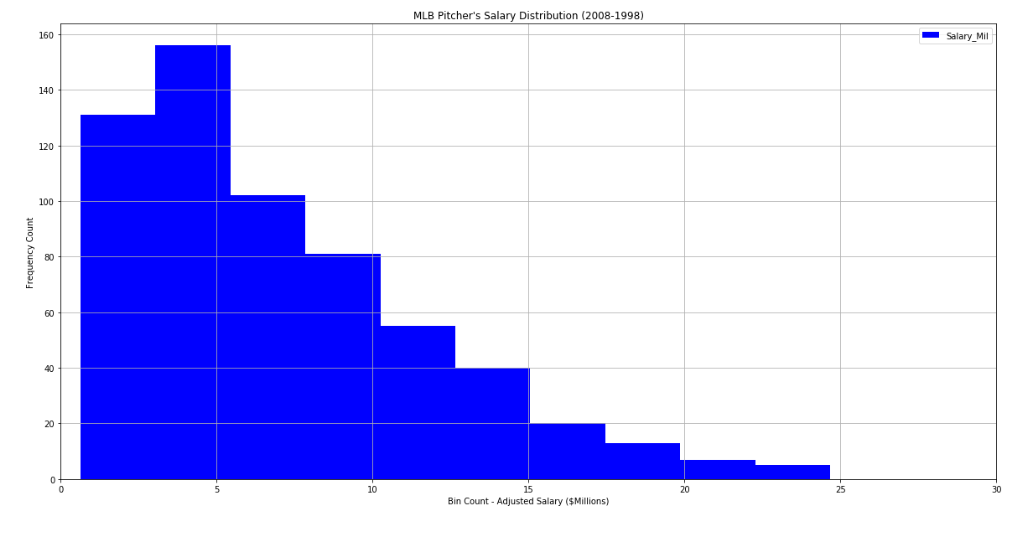 MLB Pitcher's Salary Distribution (2008-1998)
Salary_Mil
160
140
120
100
80
60
40
20
0
Frequency Count
0 5 10 15 20 25 30
Bin Count - Adjusted Salary ($Millions)